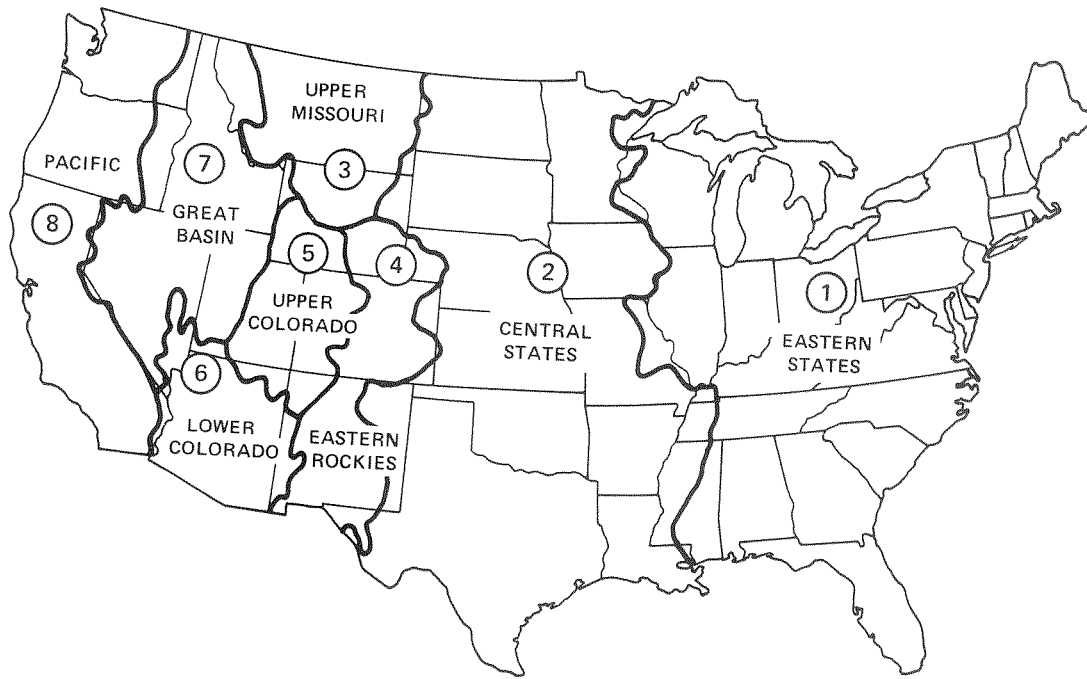 UPPER
MISSOURI
3
PACIFIC
7
8
GREAT
BASIN
5
4
2
1
UPPER
COLORADO
CENTRAL
STATES
EASTERN
STATES
6
LOWER
COLORADO
EASTERN
ROCKIES